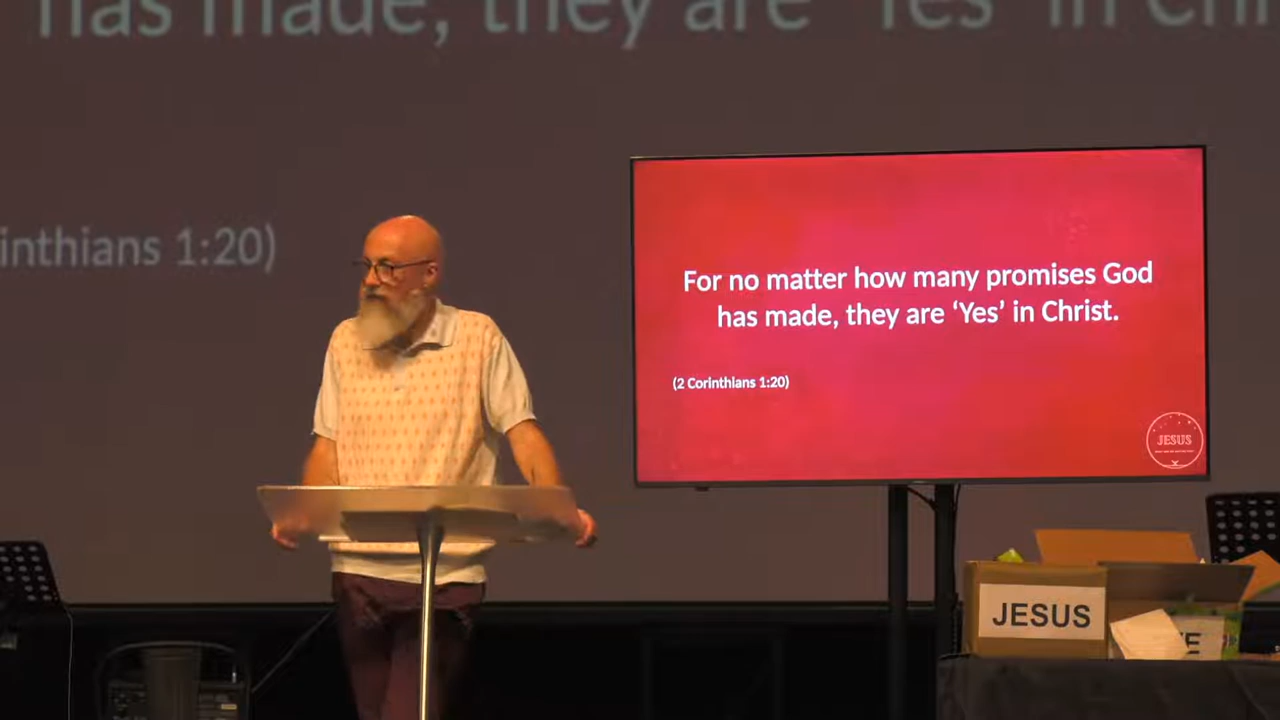 has made, they are 'Yes' in Chri
inthians 1:20)
For no matter how many promises God
has made, they are ‘Yes’ in Christ.
(2 Corinthians 1:20)
JESUS
JESUS
E